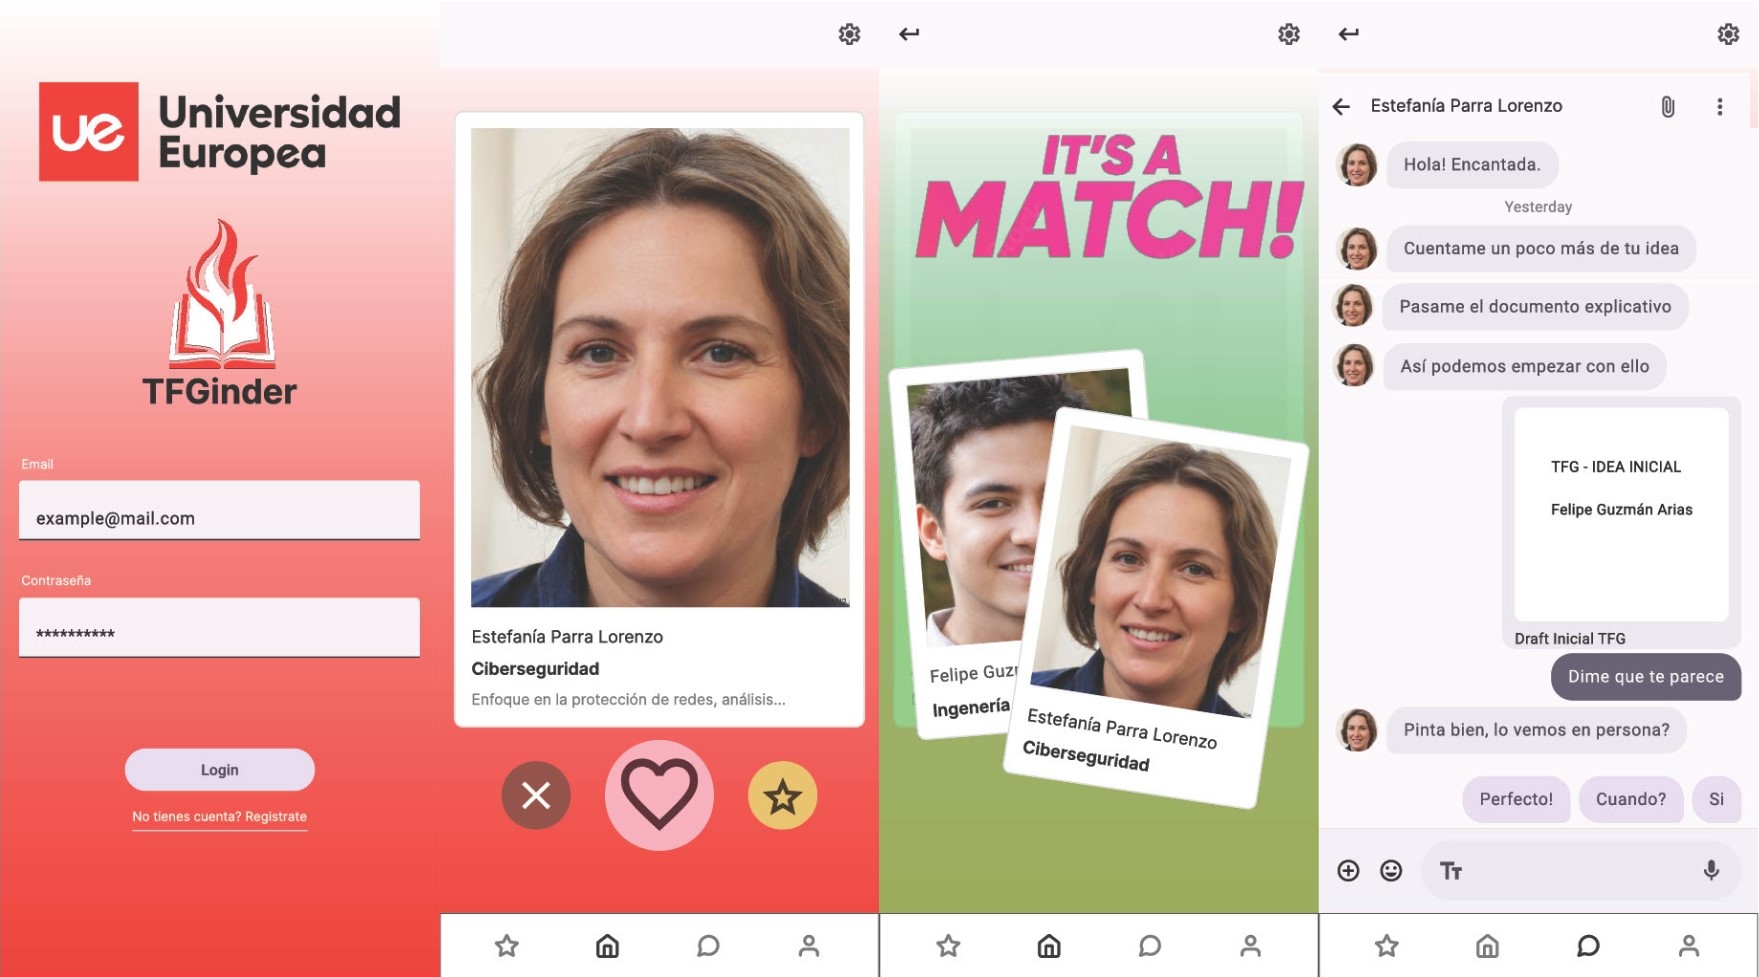 ue
Universidad
Europea
TFGinder
Email
example@mail.com
Contraseña
**********
Login
No tienes cuenta? Registrate
Estefanía Parra Lorenzo
Ciberseguridad
Enfoque en la protección de redes, análisis...
IT'S A
MATCH!
Felipe Guz
Ingenería
Estefanía Parra Lorenzo
Ciberseguridad
Estefanía Parra Lorenzo
Hola! Encantada.
Yesterday
Cuentame un poco más de tu idea
Pasame el documento explicativo
Así podemos empezar con ello
TFG - IDEA INICIAL
Felipe Guzmán Arias
Draft Inicial TFG
Dime que te parece
Pinta bien, lo vemos en persona?
Perfecto!
Cuando?
Si
TT